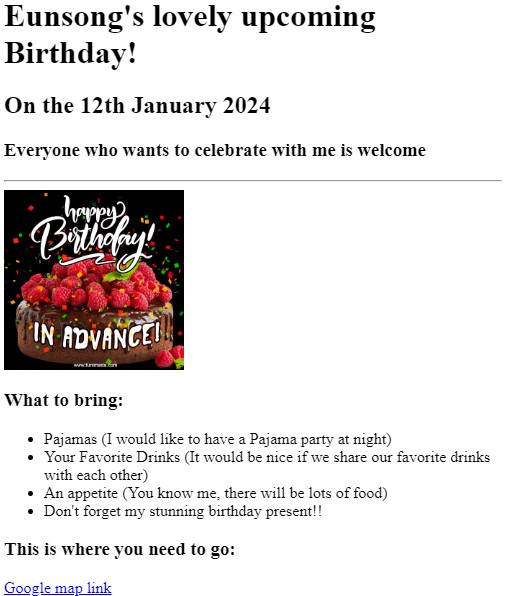 Eunsong's lovely upcoming
Birthday!
On the 12th January 2024
Everyone who wants to celebrate with me is welcome
happy
Birthday!
IN ADVANCE!
www.funimada.com
What to bring:
Pajamas (I would like to have a Pajama party at night)
Your Favorite Drinks (It would be nice if we share our favorite drinks
with each other)
An appetite (You know me, there will be lots of food)
Don't forget my stunning birthday present!!
This is where you need to go:
Google map link